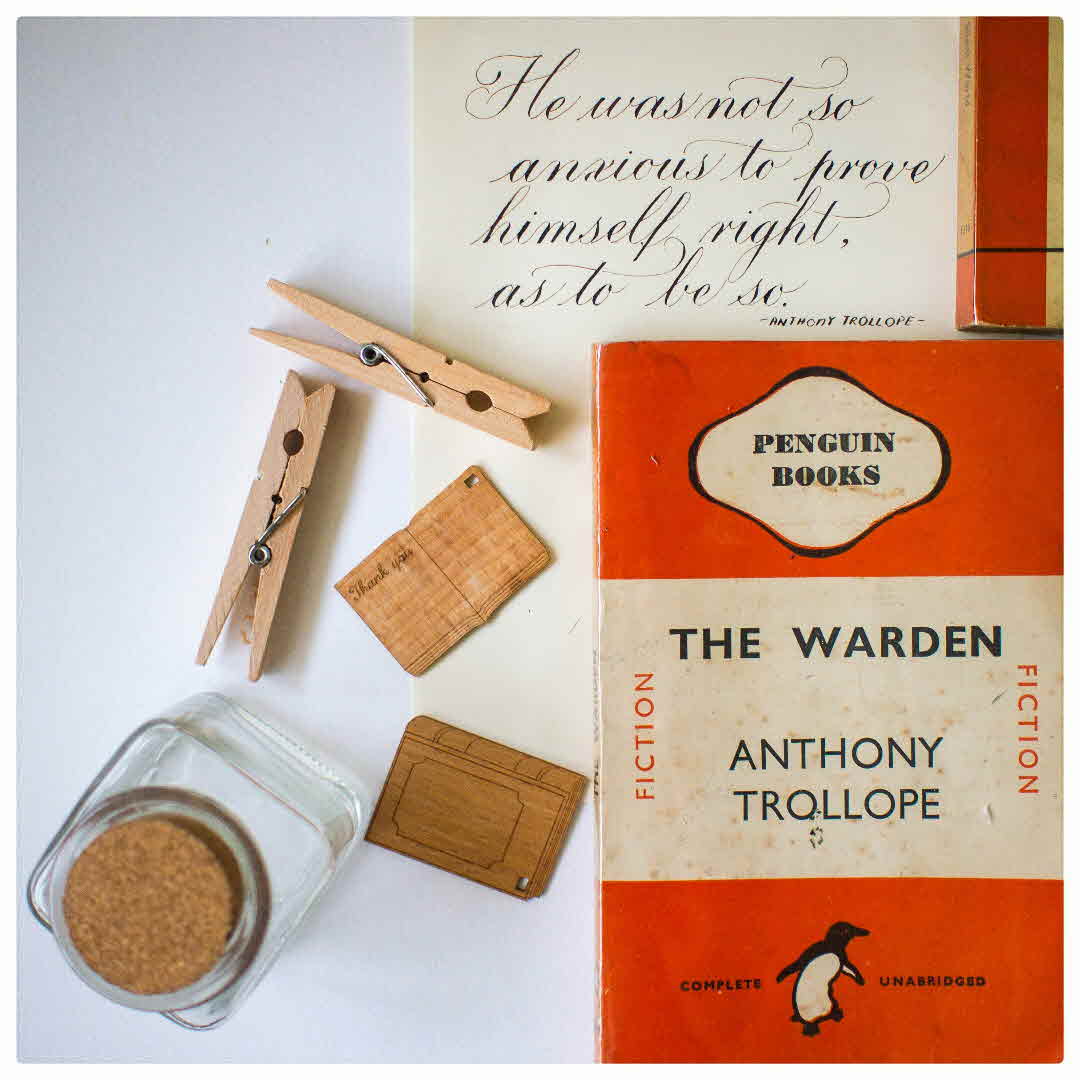 He was not so
anxious to prove
himself right,
as to be so.
-ANTHONY TROLLOPE-
PENGUIN
BOOKS
THE WARDEN
FICTION
FICTION
ANTHONY
TROLLOPE
COMPLETE
UNABRIDGED
Thank you